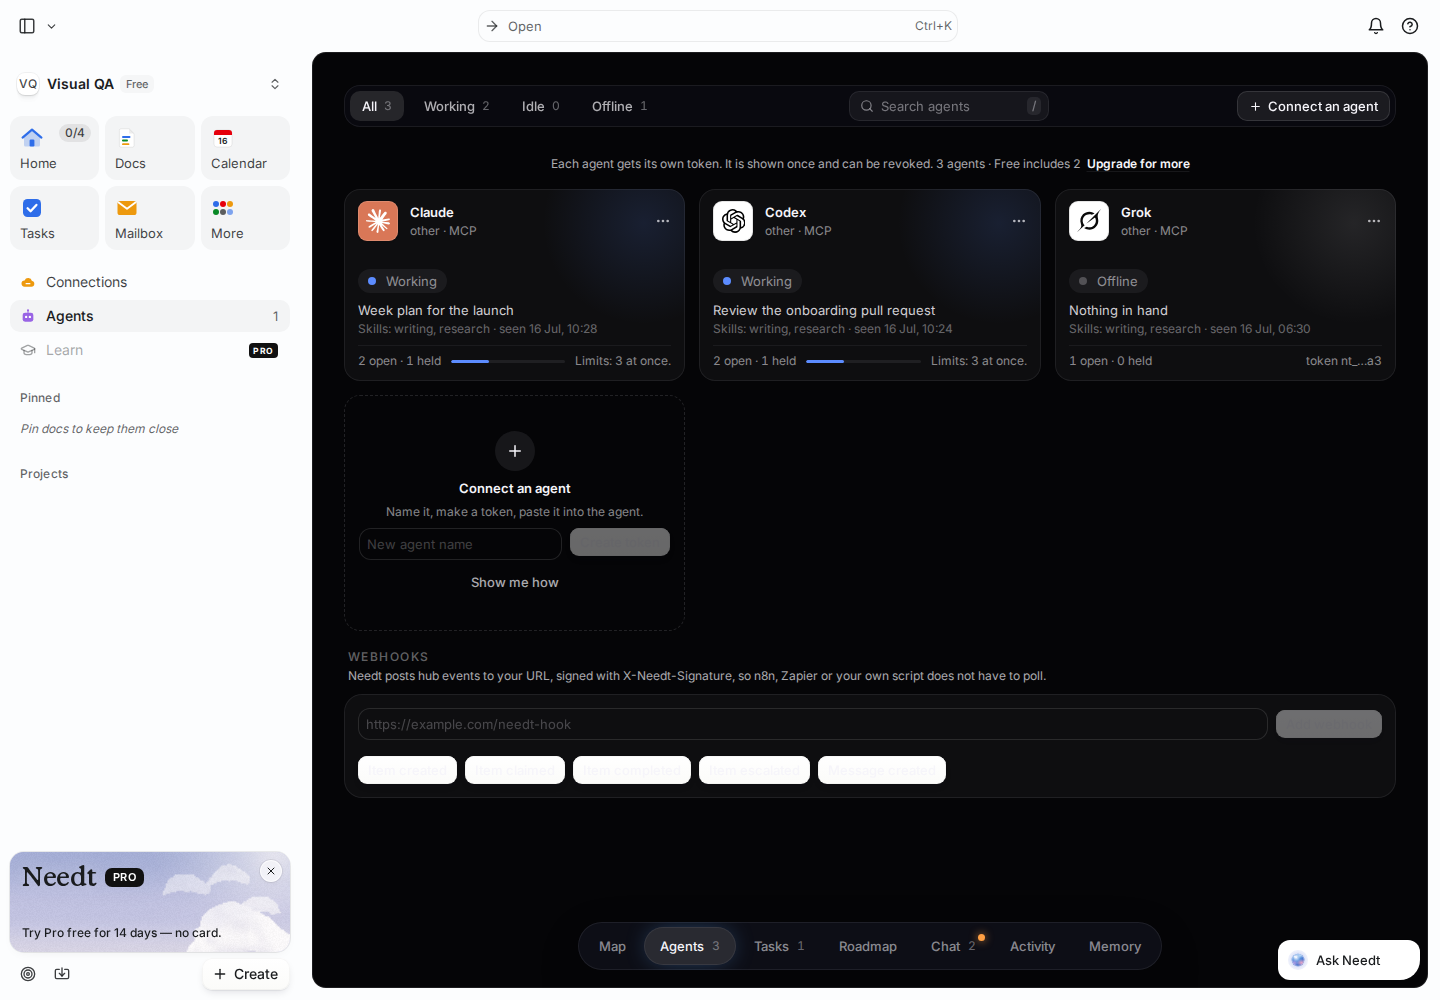 Open
Ctrl+K
VQ Visual QA Free
0/4
Home
Docs
16
Calendar
Tasks
Mailbox
More
Connections
Agents 1
Learn PRO
Pinned
Pin docs to keep them close
Projects
Needt PRO
Try Pro free for 14 days — no card.
+ Create
All 3
Working 2
Idle 0
Offline 1
Search agents /
+ Connect an agent
Each agent gets its own token. It is shown once and can be revoked. 3 agents · Free includes 2 Upgrade for more
Claude
other · MCP
Working
Week plan for the launch
Skills: writing, research · seen 16 Jul, 10:28
2 open · 1 held
Limits: 3 at once.
Codex
other · MCP
Working
Review the onboarding pull request
Skills: writing, research · seen 16 Jul, 10:24
2 open · 1 held
Limits: 3 at once.
Grok
other · MCP
Offline
Nothing in hand
Skills: writing, research · seen 16 Jul, 06:30
1 open · 0 held
token nt_…a3
Connect an agent
Name it, make a token, paste it into the agent.
New agent name
Show me how
WEBHOOKS
Needt posts hub events to your URL, signed with X-Needt-Signature, so n8n, Zapier or your own script does not have to poll.
https://example.com/needt-hook
Item created
Item claimed
Item completed
Item escalated
Message created
Map
Agents 3
Tasks 1
Roadmap
Chat 2
Activity
Memory
Ask Needt